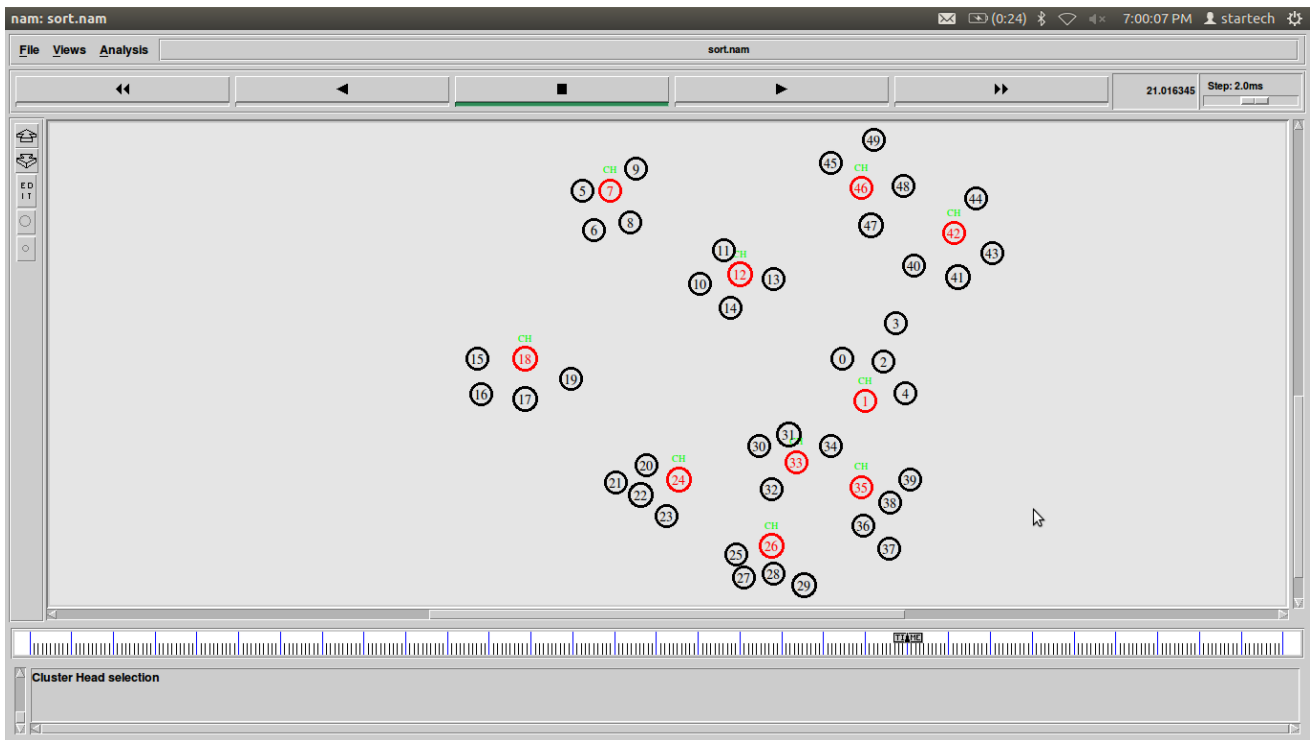 nam: sort.nam (0:24) 7:00:07 PM startech
File Views Analysis sort.nam
21.016345 Step: 2.0ms
ED
IT
49
45 CH 46 48
CH 9
5 7
6 8
44
CH
42
47
43
40 41
11 CH
12
10 13
14
3
0 2
CH
1 4
CH
15 18
19
16 17
31 CH
30 34
33
32
CH
20 24
21 22
23
CH
35 39
38
36
37
CH
26
25
27 28 29
TIME
Cluster Head selection